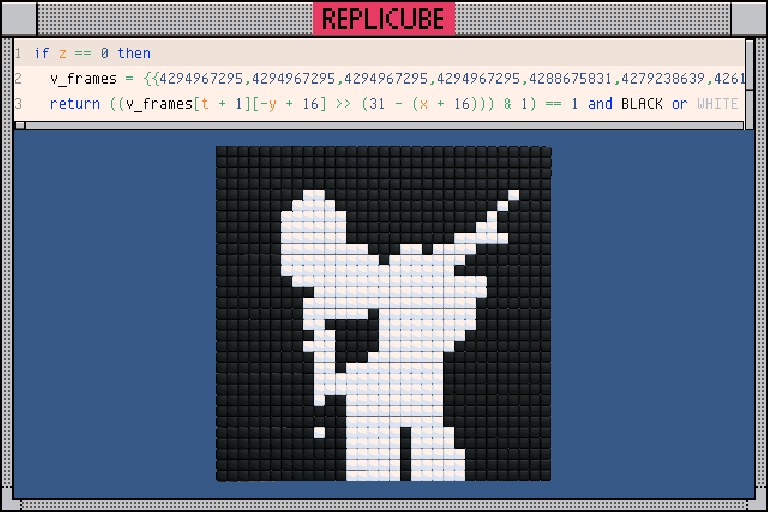 REPLICUBE
1 if z == 0 then
2 v_frames = {{4294967295,4294967295,4294967295,4294967295,4288675831,4279238639,4261
3 return ((v_frames[t + 1][-y + 16] >> (31 - (x + 16))) & 1) == 1 and BLACK or WHITE